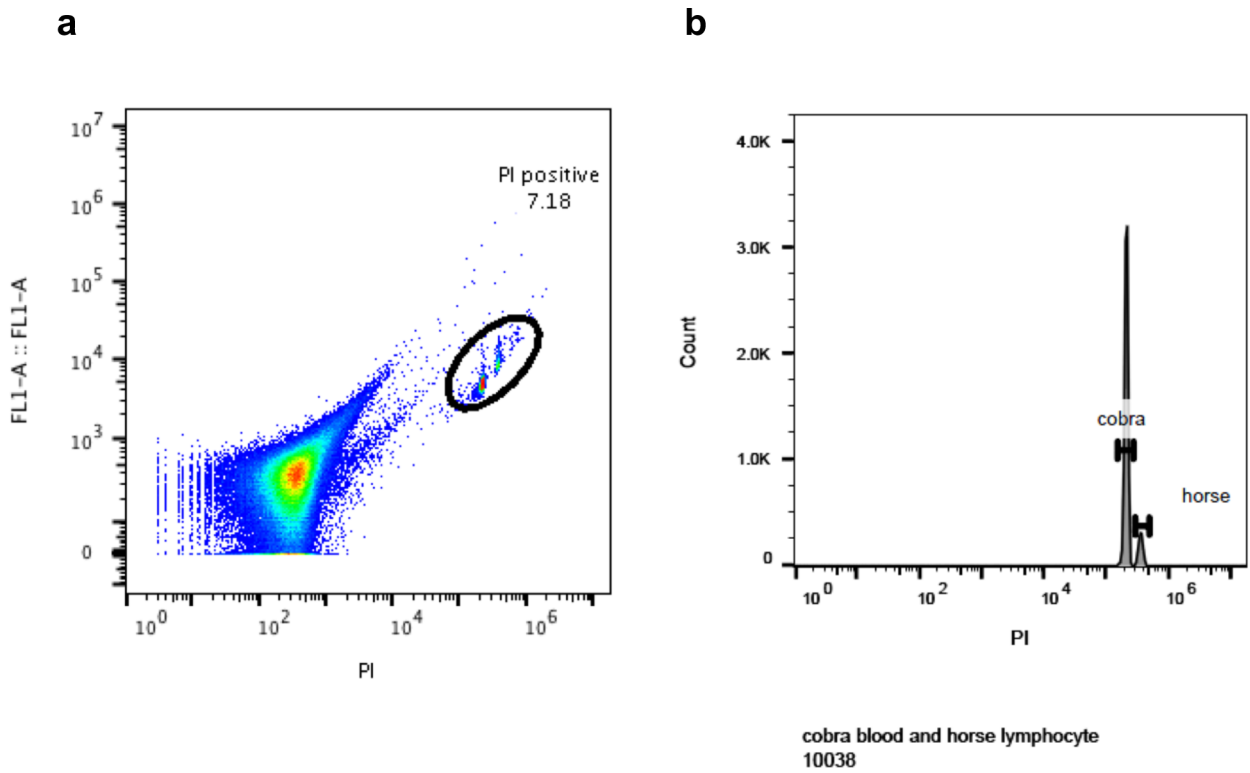 a
b
10^7
10^6
10^5
10^4
10^3
0
FL1-A :: FL1-A
PI positive
7.18
10^0 10^2 10^4 10^6
PI
4.0K
3.0K
2.0K
1.0K
0
Count
cobra
horse
10^0 10^2 10^4 10^6
PI
cobra blood and horse lymphocyte
10038